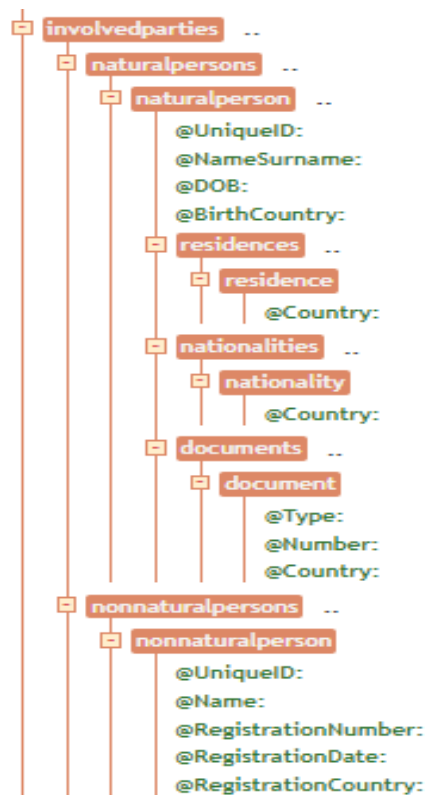 involvedparties ..
naturalpersons ..
naturalperson ..
@UniqueID:
@NameSurname:
@DOB:
@BirthCountry:
residences ..
residence
@Country:
nationalities ..
nationality
@Country:
documents ..
document
@Type:
@Number:
@Country:
nonnaturalpersons ..
nonnaturalperson
@UniqueID:
@Name:
@RegistrationNumber:
@RegistrationDate:
@RegistrationCountry: